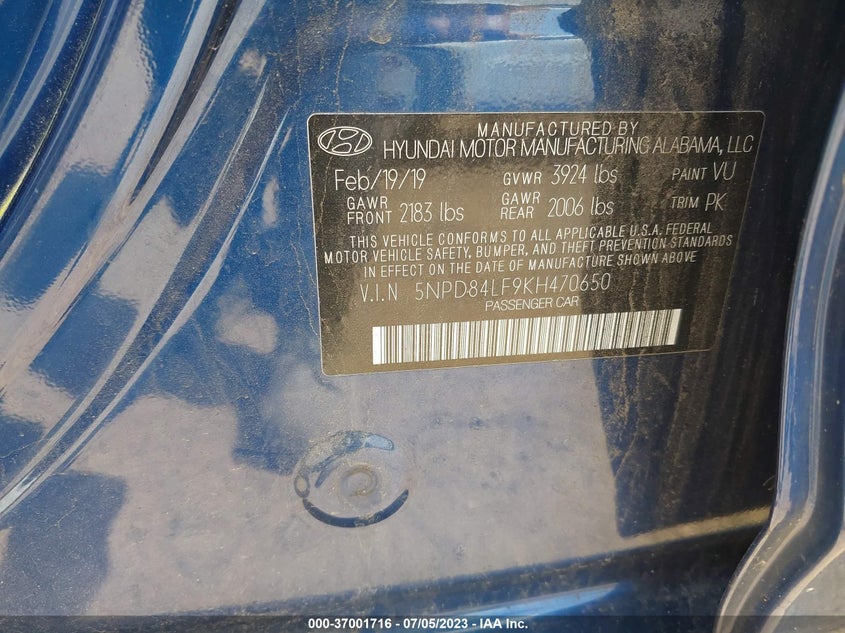 MANUFACTURED BY
HYUNDAI MOTOR MANUFACTURING ALABAMA, LLC
Feb/19/19 GVWR 3924 lbs PAINT VU
GAWR FRONT 2183 lbs GAWR REAR 2006 lbs TRIM PK
THIS VEHICLE CONFORMS TO ALL APPLICABLE U.S.A. FEDERAL
MOTOR VEHICLE SAFETY, BUMPER, AND THEFT PREVENTION STANDARDS
IN EFFECT ON THE DATE OF MANUFACTURE SHOWN ABOVE
V.I.N 5NPD84LF9KH470650
PASSENGER CAR
000-37001716 - 07/05/2023 - © IAA Inc.